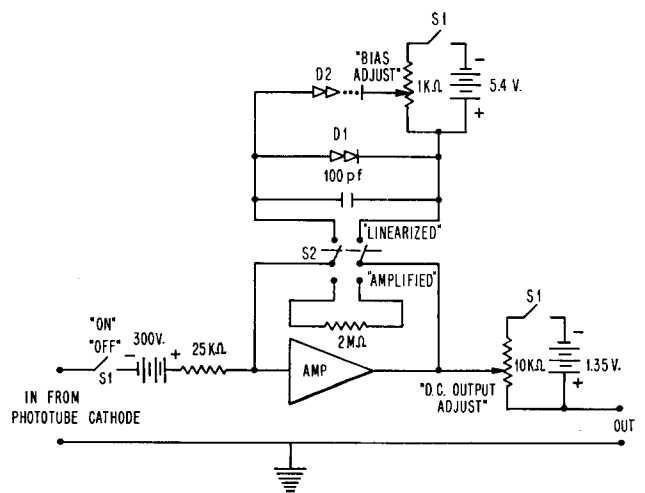 S1
"BIAS
ADJUST"
D2
1KΩ
-
5.4 V.
+
D1
100 pf
"LINEARIZED"
S2
"AMPLIFIED"
2MΩ
"ON"
"OFF"
S1
-
300V.
+
25KΩ
AMP
S1
-
10KΩ
1.35 V.
+
"D.C. OUTPUT
ADJUST"
IN FROM
PHOTOTUBE CATHODE
OUT